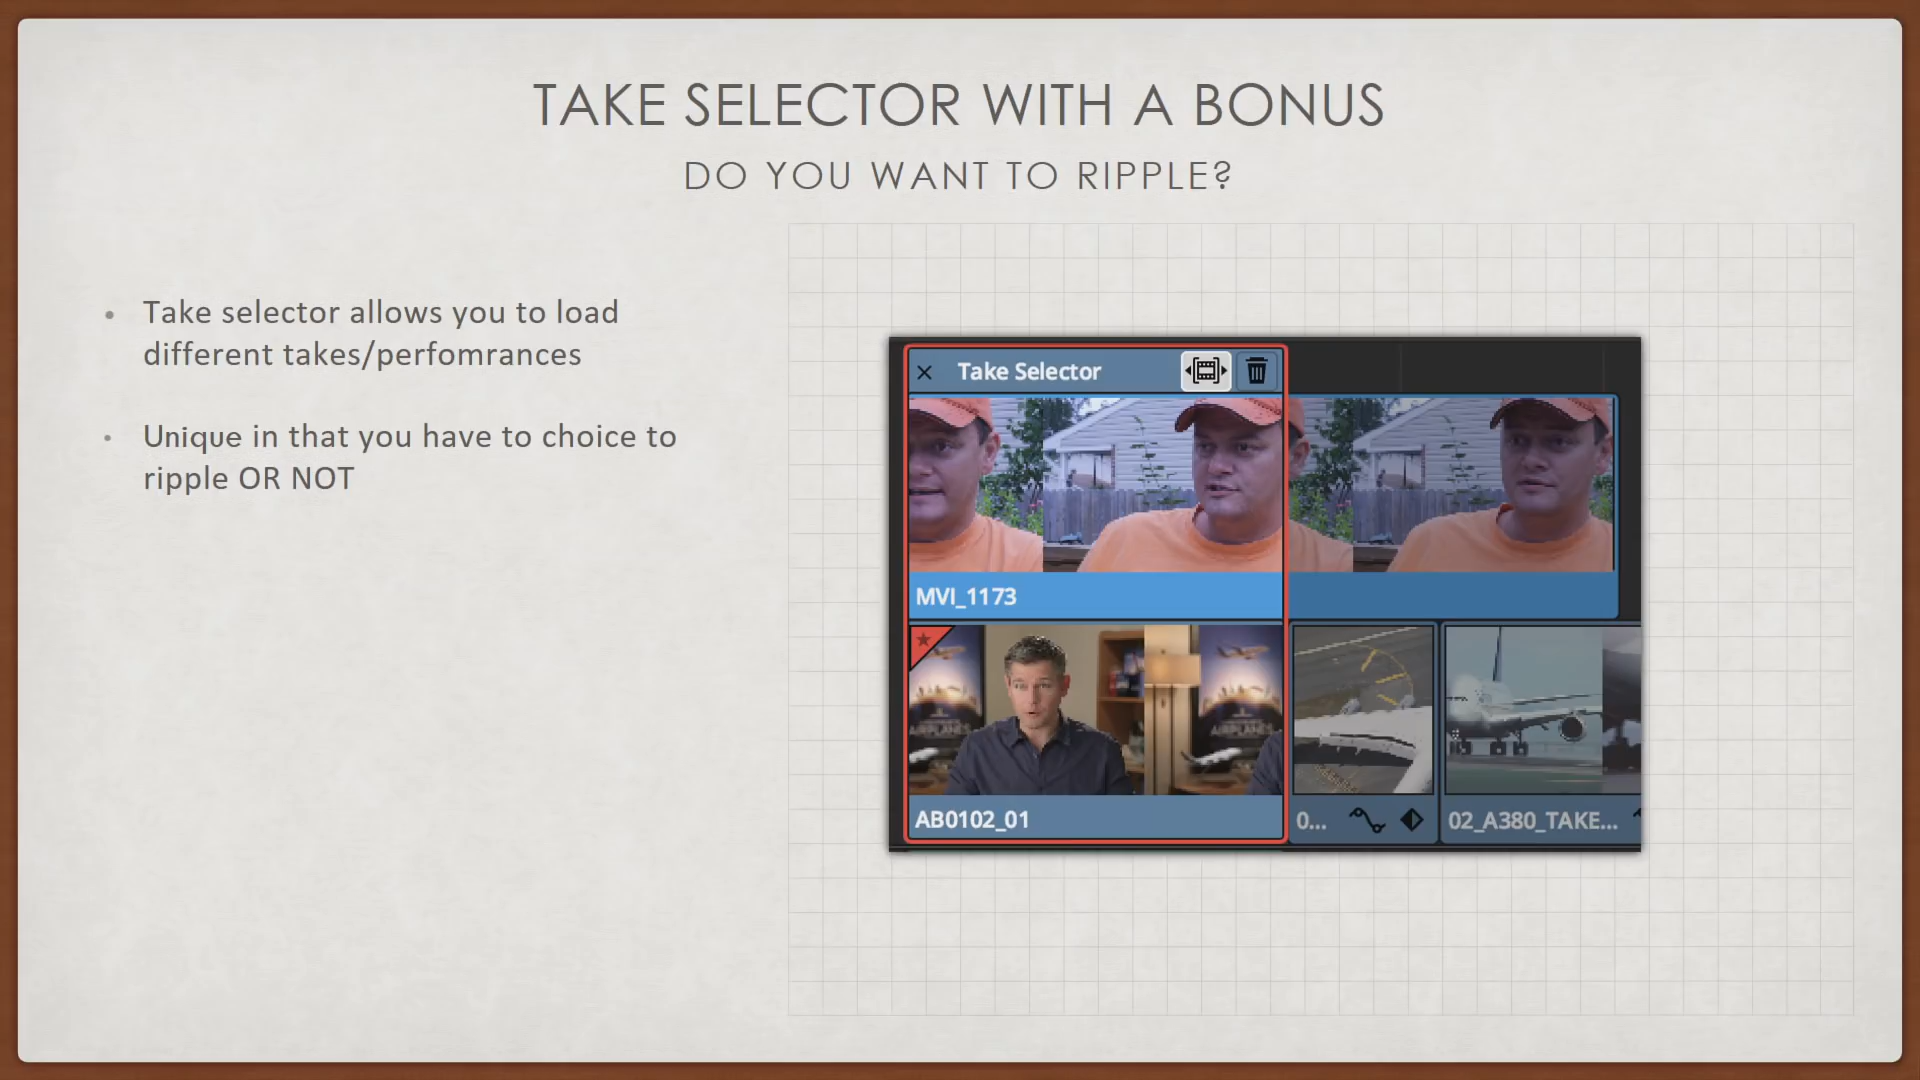 TAKE SELECTOR WITH A BONUS
DO YOU WANT TO RIPPLE?
Take selector allows you to load
different takes/perfomrances
Unique in that you have to choice to
ripple OR NOT
Take Selector
MVI_1173
AB0102_01
0...
02_A380_TAKE...